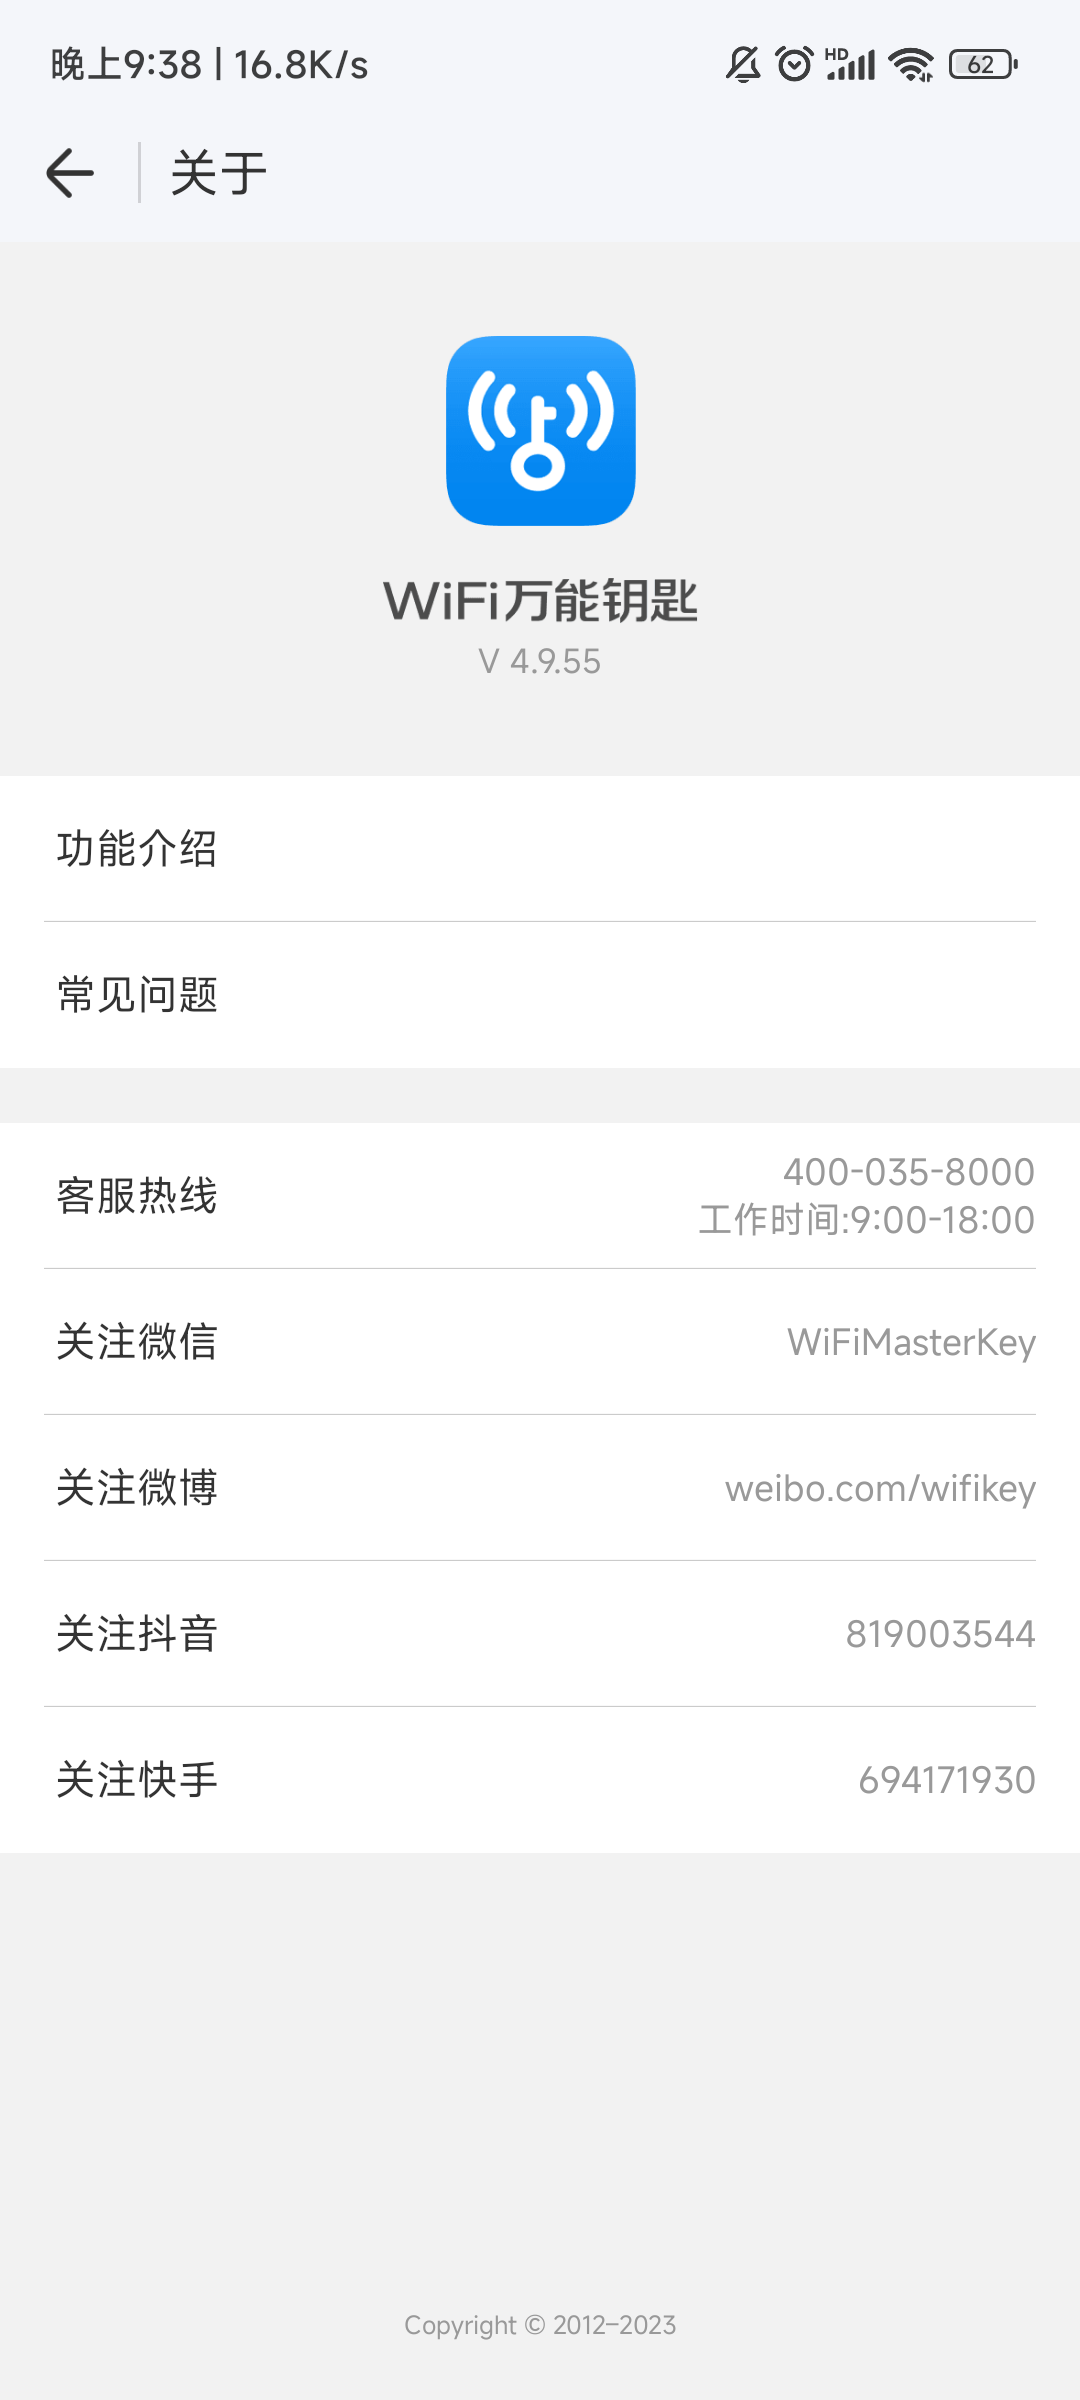 晚上9:38 | 16.8K/s
HD
62
关于
WiFi万能钥匙
V 4.9.55
功能介绍
常见问题
客服热线
400-035-8000
工作时间:9:00-18:00
关注微信
WiFiMasterKey
关注微博
weibo.com/wifikey
关注抖音
819003544
关注快手
694171930
Copyright © 2012-2023